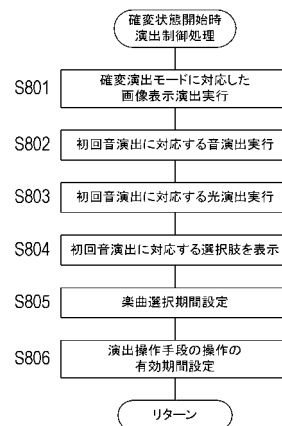 確変状態開始時
演出制御処理
S801
確変演出モードに対応した
画像表示演出実行
S802
初回音演出に対応する音演出実行
S803
初回音演出に対応する光演出実行
S804
初回音演出に対応する選択肢を表示
S805
楽曲選択期間設定
S806
演出操作手段の操作の
有効期間設定
リターン